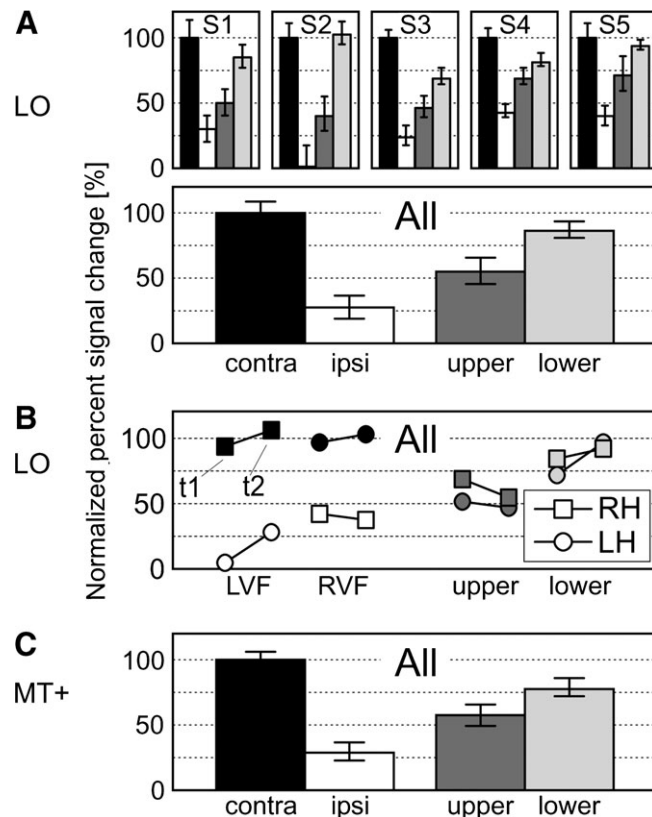 A
LO
S1 S2 S3 S4 S5
100
50
0
All
100
50
0
contra ipsi upper lower
Normalized percent signal change [%]
B
LO
All
100
50
0
t1 t2
RH
LH
LVF RVF upper lower
C
MT+
All
100
50
0
contra ipsi upper lower